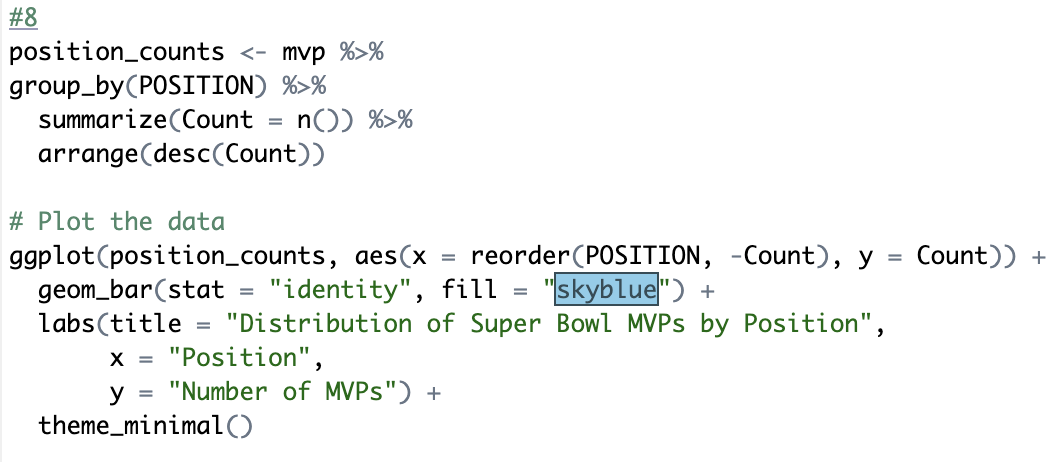 #8
position_counts <- mvp %>%
group_by(POSITION) %>%
  summarize(Count = n()) %>%
  arrange(desc(Count))

# Plot the data
ggplot(position_counts, aes(x = reorder(POSITION, -Count), y = Count)) +
  geom_bar(stat = "identity", fill = "skyblue") +
  labs(title = "Distribution of Super Bowl MVPs by Position",
       x = "Position",
       y = "Number of MVPs") +
  theme_minimal()